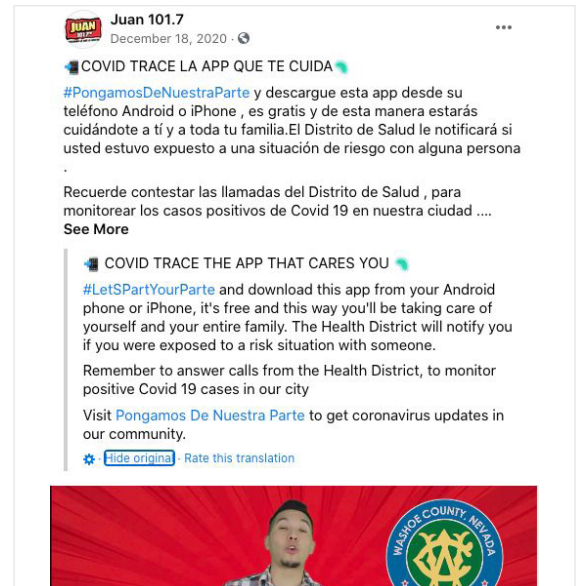 JUAN
101.7
Juan 101.7
December 18, 2020 ·
COVID TRACE LA APP QUE TE CUIDA
#PongamosDeNuestraParte y descargue esta app desde su
teléfono Android o iPhone , es gratis y de esta manera estarás
cuidándote a tí y a toda tu familia.El Distrito de Salud le notificará si
usted estuvo expuesto a una situación de riesgo con alguna persona
.
Recuerde contestar las llamadas del Distrito de Salud , para
monitorear los casos positivos de Covid 19 en nuestra ciudad ....
See More
COVID TRACE THE APP THAT CARES YOU
#LetSPartYourParte and download this app from your Android
phone or iPhone, it's free and this way you'll be taking care of
yourself and your entire family. The Health District will notify you
if you were exposed to a risk situation with someone.
Remember to answer calls from the Health District, to monitor
positive Covid 19 cases in our city
Visit Pongamos De Nuestra Parte to get coronavirus updates in
our community.
· Hide original · Rate this translation
WASHOE COUNTY, NEVADA